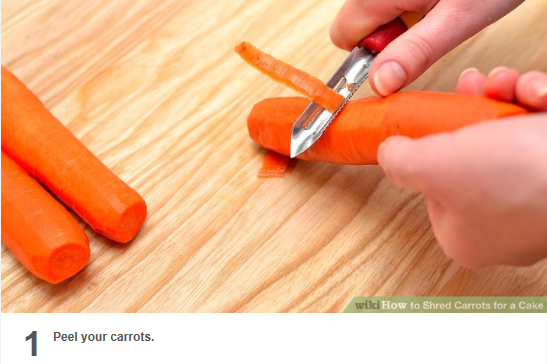 wikiHow to Shred Carrots for a Cake
1 Peel your carrots.